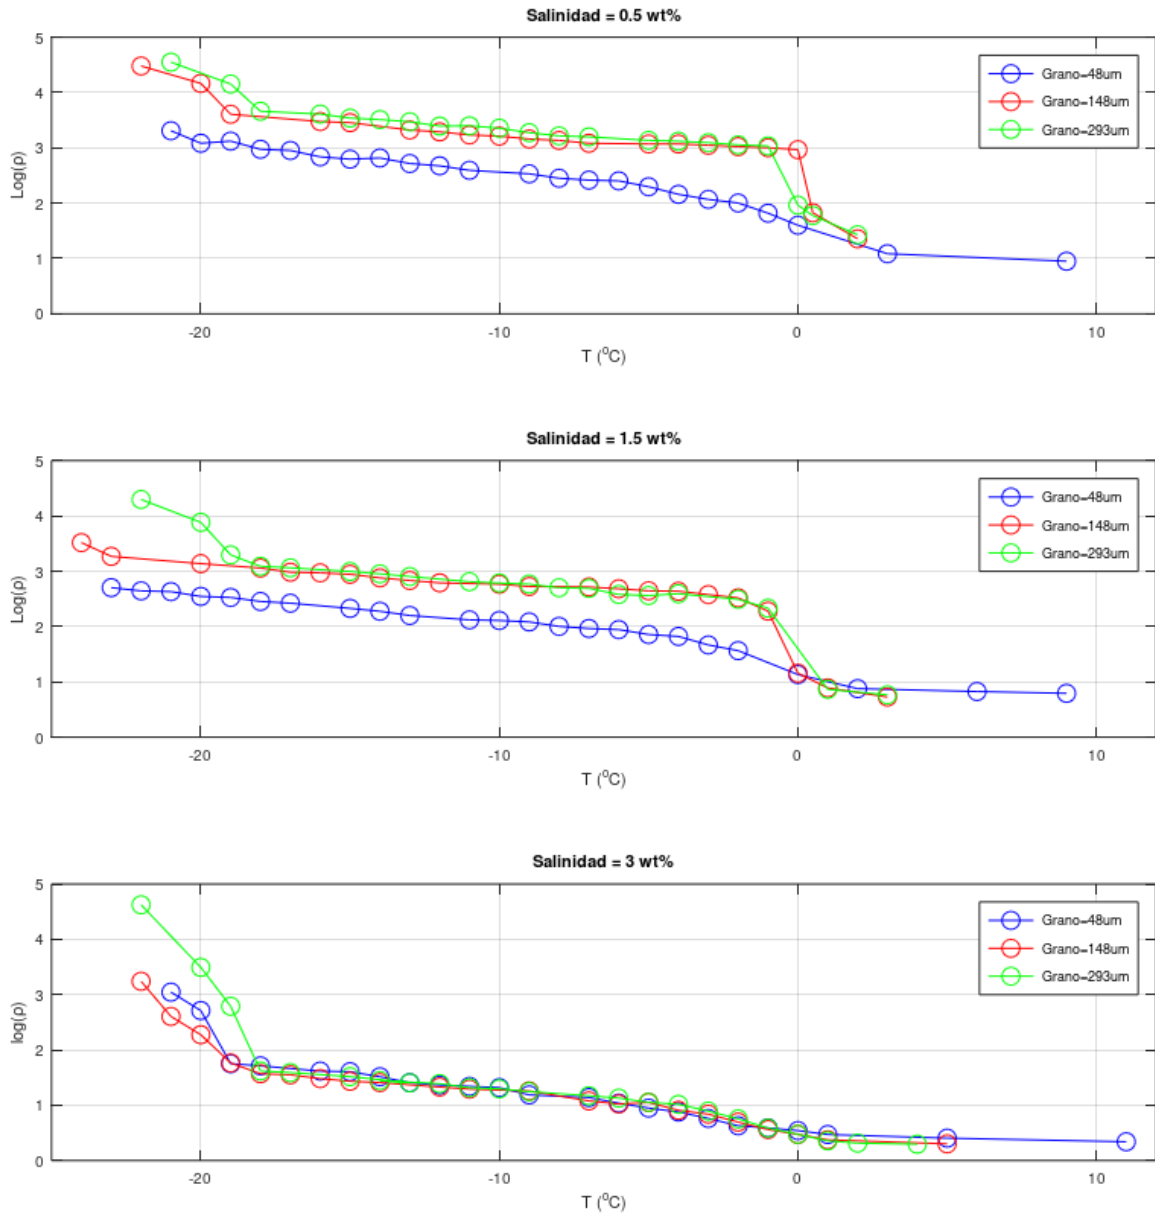 Salinidad = 0.5 wt%
5
4
3
2
1
0
Log(ρ)
Grano=48um
Grano=148um
Grano=293um
-20
-10
0
10
T (°C)
Salinidad = 1.5 wt%
5
4
3
2
1
0
Log(ρ)
Grano=48um
Grano=148um
Grano=293um
-20
-10
0
10
T (°C)
Salinidad = 3 wt%
5
4
3
2
1
0
log(ρ)
Grano=48um
Grano=148um
Grano=293um
-20
-10
0
10
T (°C)